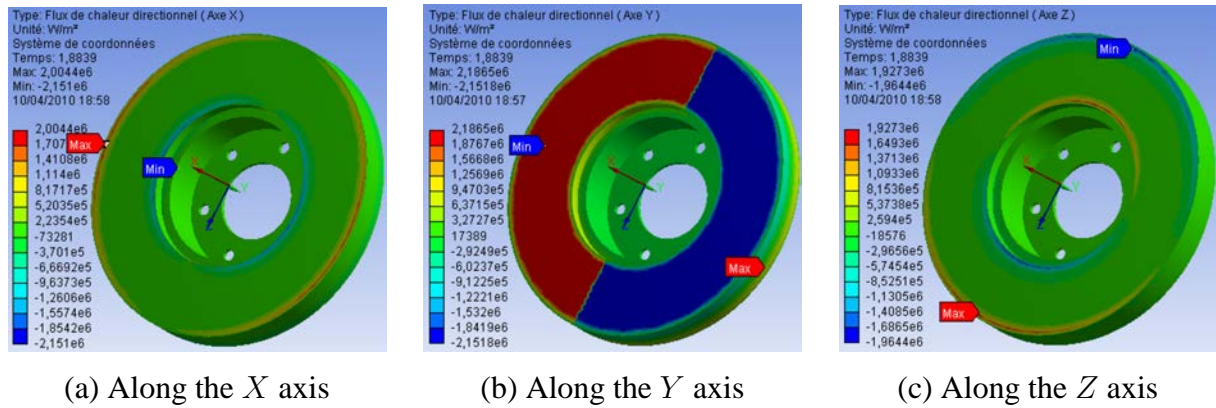 Type: Flux de chaleur directionnel ( Axe X )
Unité: W/m²
Système de coordonnées
Temps: 1,8839
Max: 2,0044e6
Min: -2,151e6
10/04/2010 18:58
2,0044e6
1,707
1,4108e6
1,114e6
8,1717e5
5,2035e5
2,2354e5
-73281
-3,701e5
-6,6692e5
-9,6373e5
-1,2606e6
-1,5574e6
-1,8542e6
-2,151e6
Max
Min
X
Y
Z
Type: Flux de chaleur directionnel ( Axe Y )
Unité: W/m²
Système de coordonnées
Temps: 1,8839
Max: 2,1865e6
Min: -2,1518e6
10/04/2010 18:57
2,1865e6
1,8767e6
1,5668e6
1,2569e6
9,4703e5
6,3715e5
3,2727e5
17389
-2,9249e5
-6,0237e5
-9,1225e5
-1,2221e6
-1,532e6
-1,8419e6
-2,1518e6
Min
Max
X
Y
Z
Type: Flux de chaleur directionnel ( Axe Z )
Unité: W/m²
Système de coordonnées
Temps: 1,8839
Max: 1,9273e6
Min: -1,9644e6
10/04/2010 18:58
1,9273e6
1,6493e6
1,3713e6
1,0933e6
8,1536e5
5,3738e5
2,594e5
-18576
-2,9656e5
-5,7454e5
-8,5251e5
-1,1305e6
-1,4085e6
-1,6865e6
-1,9644e6
Min
Max
X
Y
Z
(a) Along the X axis
(b) Along the Y axis
(c) Along the Z axis